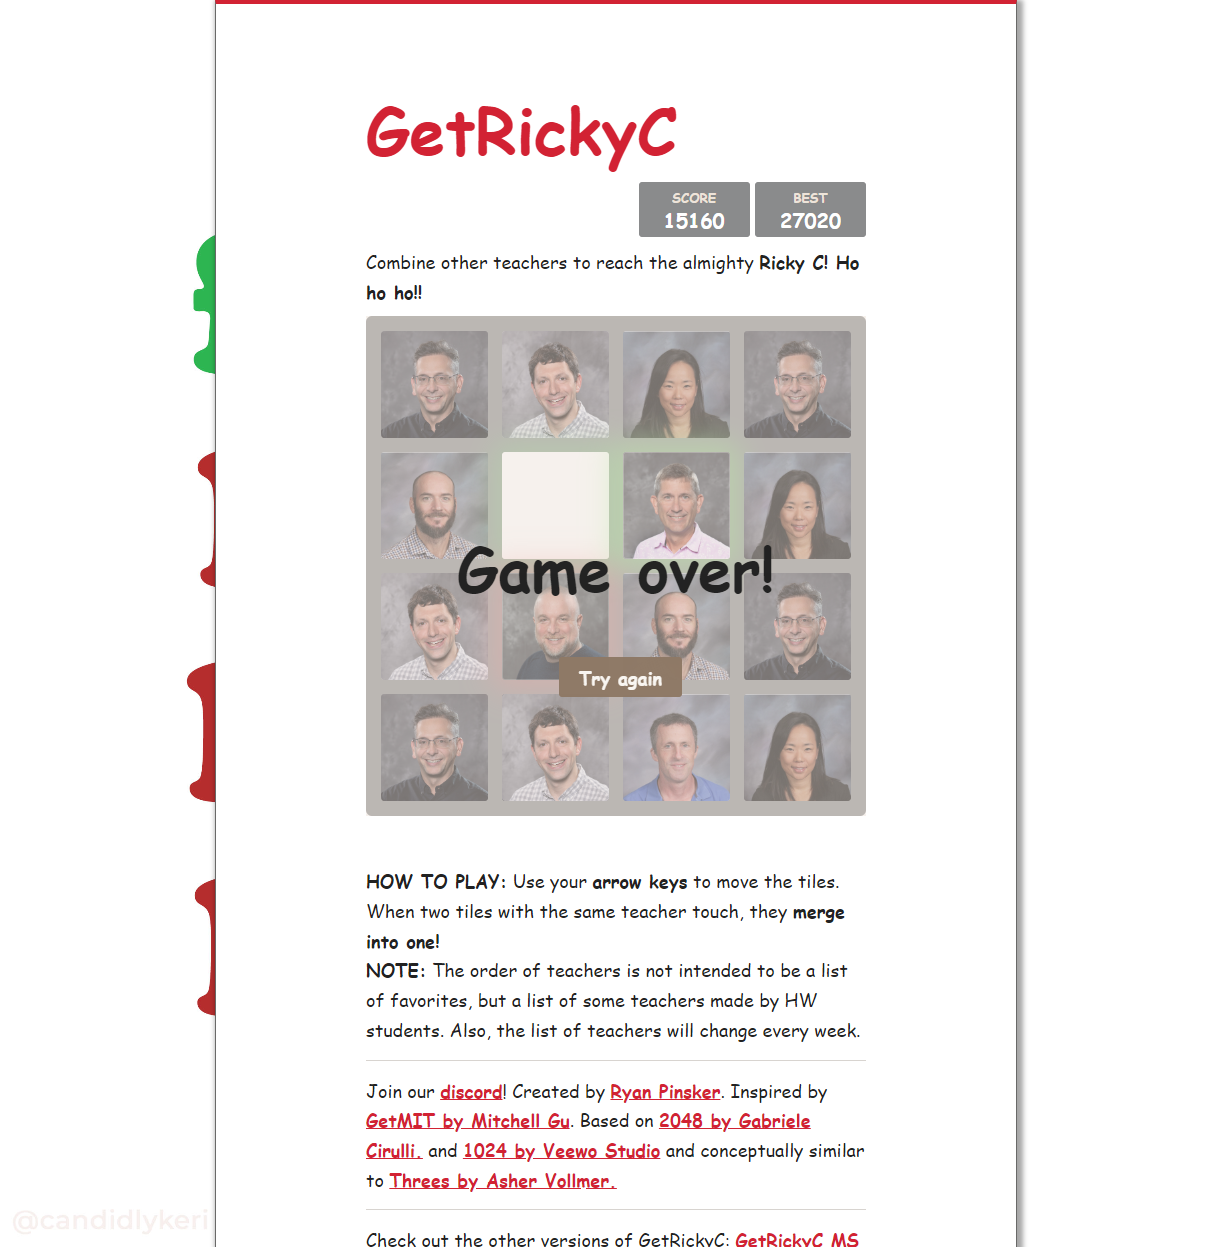 GetRickyC
SCORE
15160
BEST
27020
Combine other teachers to reach the almighty Ricky C! Ho
ho ho!!
Game over!
Try again
HOW TO PLAY: Use your arrow keys to move the tiles.
When two tiles with the same teacher touch, they merge
into one!
NOTE: The order of teachers is not intended to be a list
of favorites, but a list of some teachers made by HW
students. Also, the list of teachers will change every week.
Join our discord! Created by Ryan Pinsker. Inspired by
GetMIT by Mitchell Gu. Based on 2048 by Gabriele
Cirulli. and 1024 by Veewo Studio and conceptually similar
to Threes by Asher Vollmer.
@candidlykeri
Check out the other versions of GetRickyC: GetRickyC MS